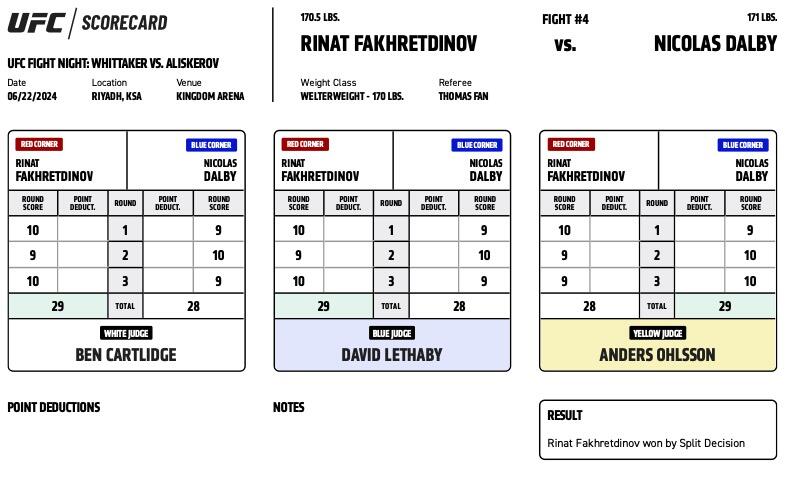 UFC / SCORECARD
UFC FIGHT NIGHT: WHITTAKER VS. ALISKEROV
Date Location Venue
06/22/2024 RIYADH, KSA KINGDOM ARENA
170.5 LBS. FIGHT #4 171 LBS.
RINAT FAKHRETDINOV VS. NICOLAS DALBY
Weight Class Referee
WELTERWEIGHT - 170 LBS. THOMAS FAN
RED CORNER BLUE CORNER
RINAT NICOLAS
FAKHRETDINOV DALBY
ROUND SCORE POINT DEDUCT. ROUND POINT DEDUCT. ROUND SCORE
10 1 9
9 2 10
10 3 9
29 TOTAL 28
WHITE JUDGE
BEN CARTLIDGE
RED CORNER BLUE CORNER
RINAT NICOLAS
FAKHRETDINOV DALBY
ROUND SCORE POINT DEDUCT. ROUND POINT DEDUCT. ROUND SCORE
10 1 9
9 2 10
9 3 9
29 TOTAL 28
BLUE JUDGE
DAVID LETHABY
RED CORNER BLUE CORNER
RINAT NICOLAS
FAKHRETDINOV DALBY
ROUND SCORE POINT DEDUCT. ROUND POINT DEDUCT. ROUND SCORE
10 1 9
9 2 10
9 3 9
28 TOTAL 29
YELLOW JUDGE
ANDERS OHLSSON
POINT DEDUCTIONS
NOTES
RESULT
Rinat Fakhretdinov won by Split Decision